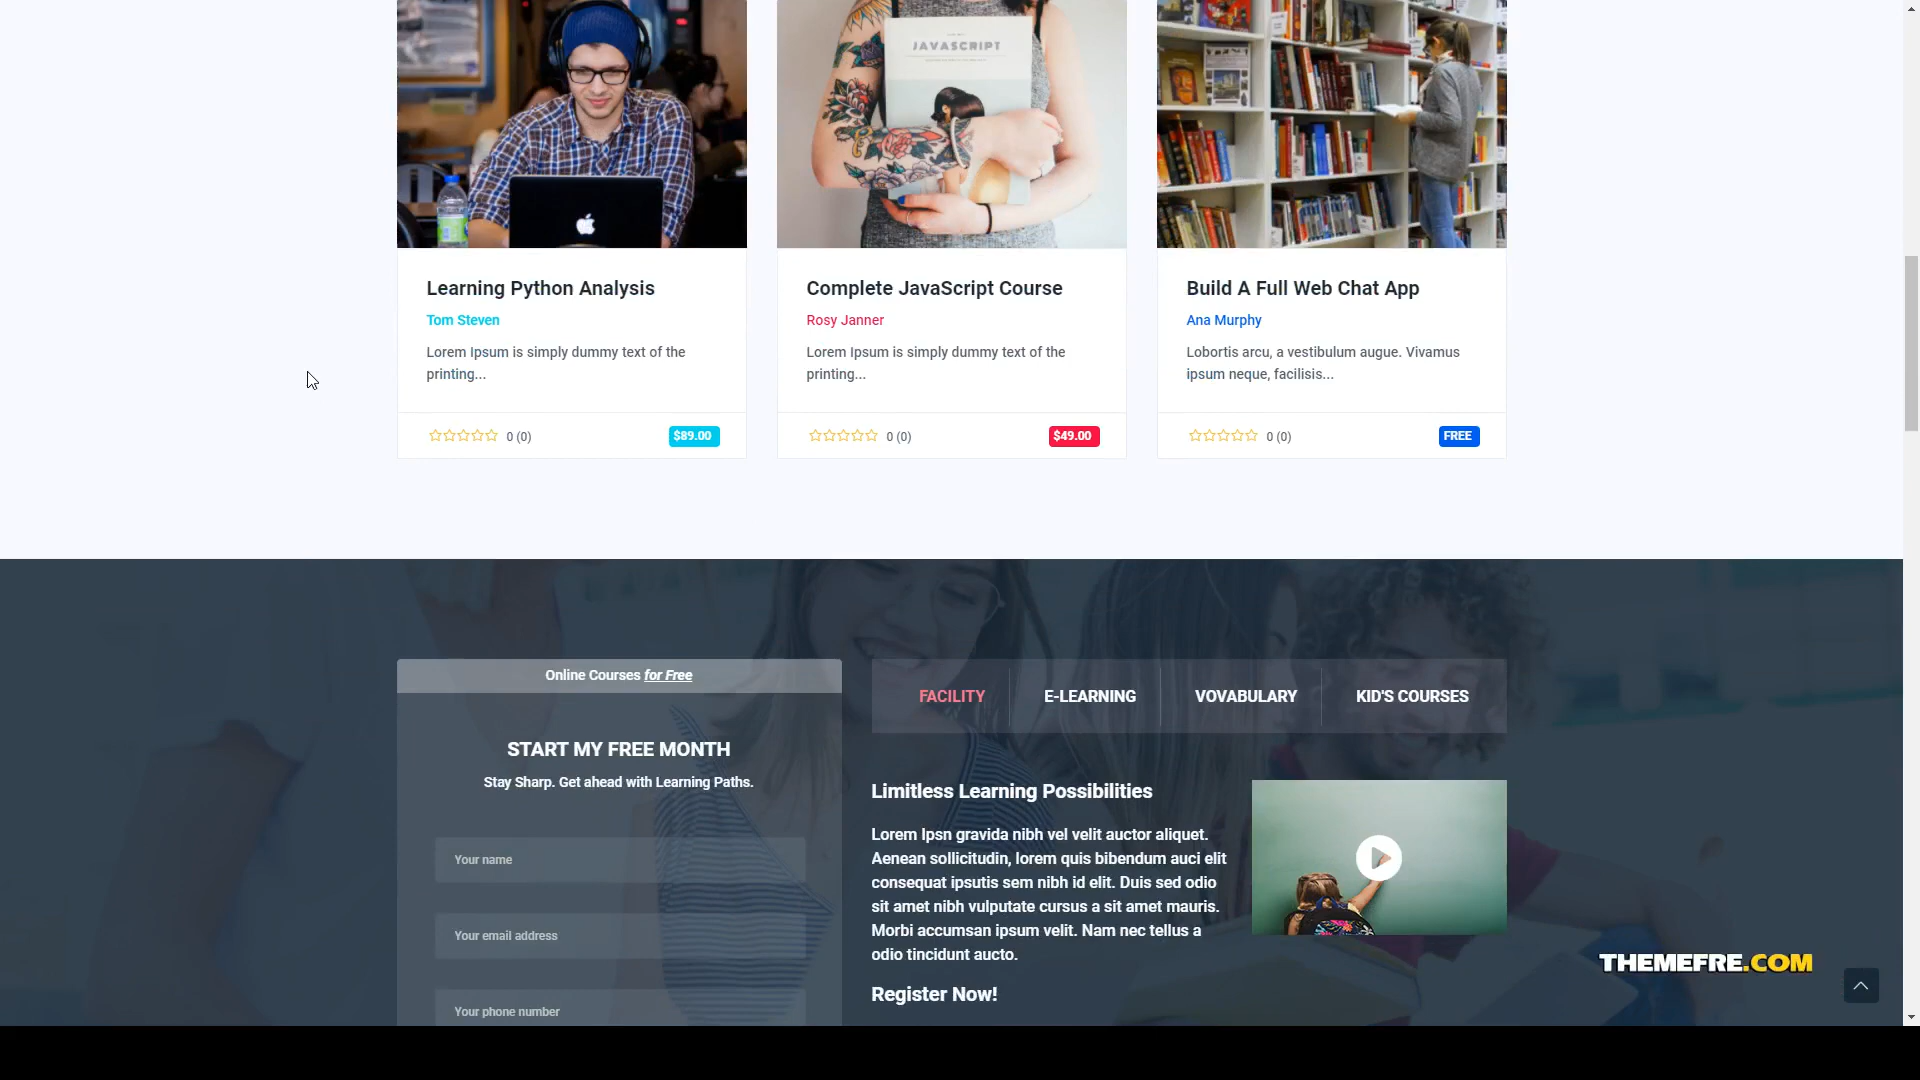 JAVASCRIPT
Learning Python Analysis
Tom Steven
Lorem Ipsum is simply dummy text of the
printing...
0 (0)
$89.00
Complete JavaScript Course
Rosy Janner
Lorem Ipsum is simply dummy text of the
printing...
0 (0)
$49.00
Build A Full Web Chat App
Ana Murphy
Lobortis arcu, a vestibulum augue. Vivamus
ipsum neque, facilisis...
0 (0)
FREE
Online Courses for Free
START MY FREE MONTH
Stay Sharp. Get ahead with Learning Paths.
Your name
Your email address
Your phone number
FACILITY
E-LEARNING
VOVABULARY
KID'S COURSES
Limitless Learning Possibilities
Lorem Ipsn gravida nibh vel velit auctor aliquet.
Aenean sollicitudin, lorem quis bibendum auci elit
consequat ipsutis sem nibh id elit. Duis sed odio
sit amet nibh vulputate cursus a sit amet mauris.
Morbi accumsan ipsum velit. Nam nec tellus a
odio tincidunt aucto.
Register Now!
THEMEFRE.COM